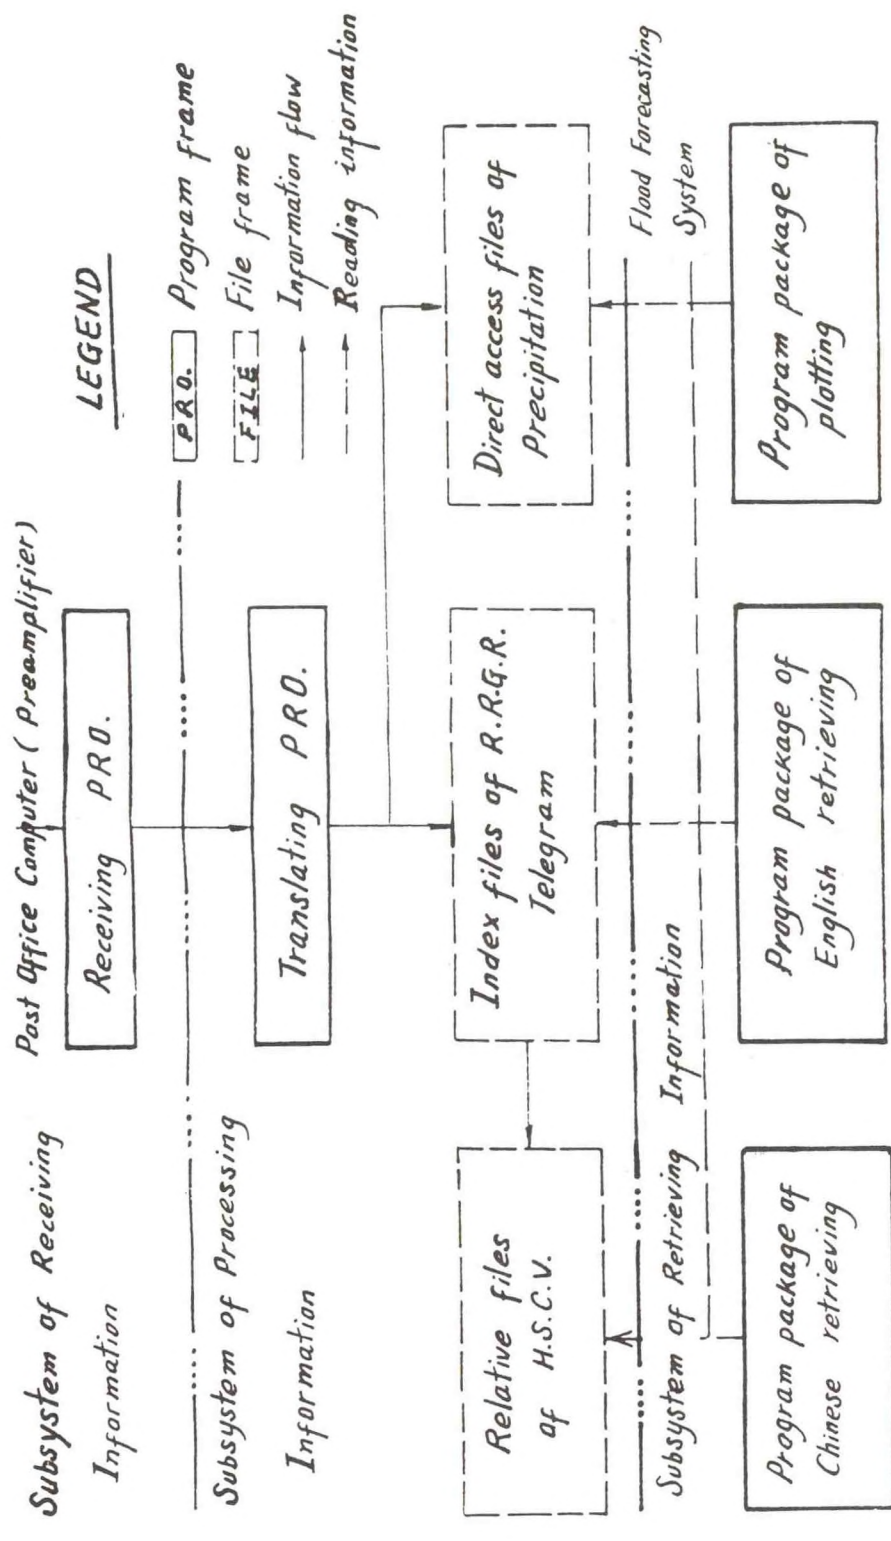 Post Office Computer (Preamplifier)
Subsystem of Receiving
Information
Receiving PRO.
LEGEND
PRO. Program frame
FILE File frame
Information flow
Reading information
Subsystem of Processing
Information
Translating PRO.
Relative files
of H.S.C.V.
Index files of R.R.G.R.
Telegram
Direct access files of
Precipitation
Subsystem of Retrieving Information
Flood Forecasting
System
Program package of
Chinese retrieving
Program package of
English retrieving
Program package of
plotting